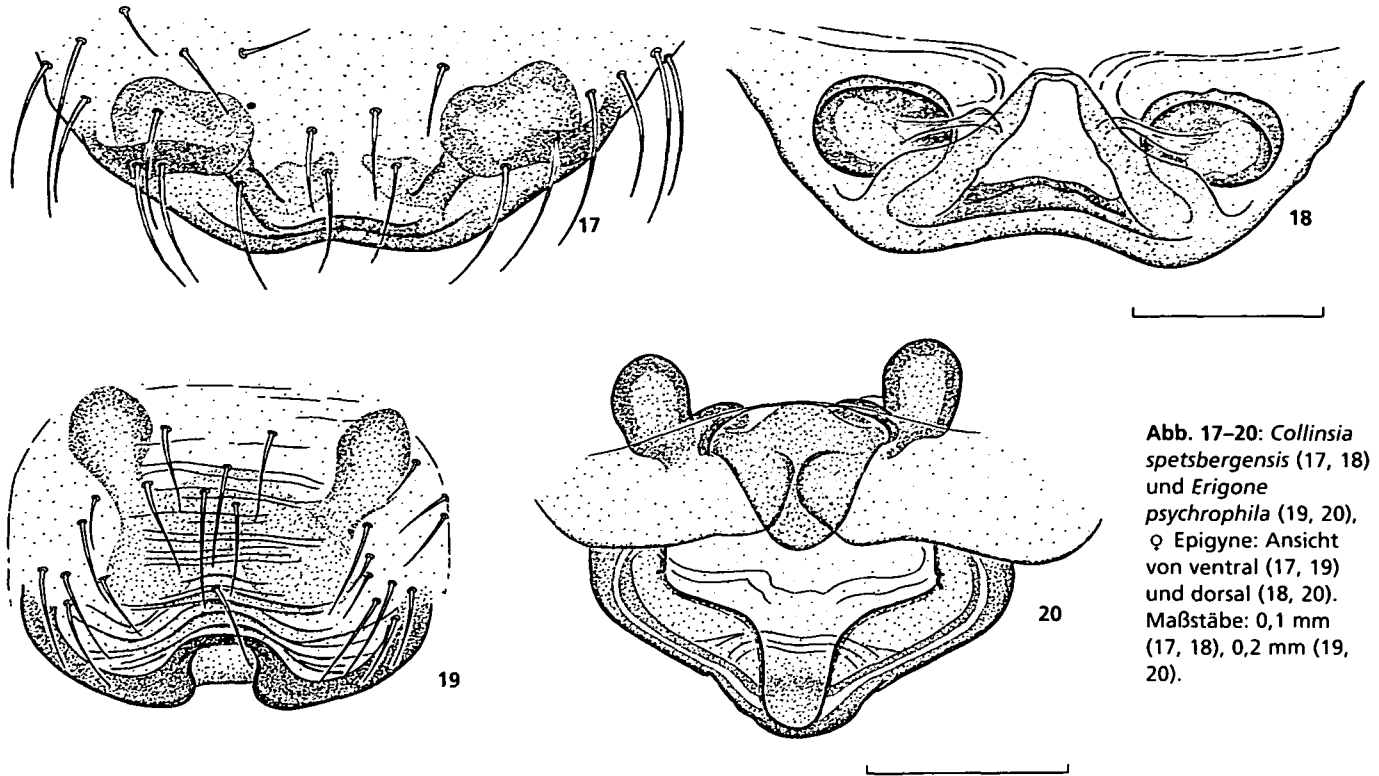 17
18
19
20
Abb. 17–20: Collinsia
spetsbergensis (17, 18)
und Erigone
psychrophila (19, 20),
♀ Epigyne: Ansicht
von ventral (17, 19)
und dorsal (18, 20).
Maßstäbe: 0,1 mm
(17, 18), 0,2 mm (19,
20).